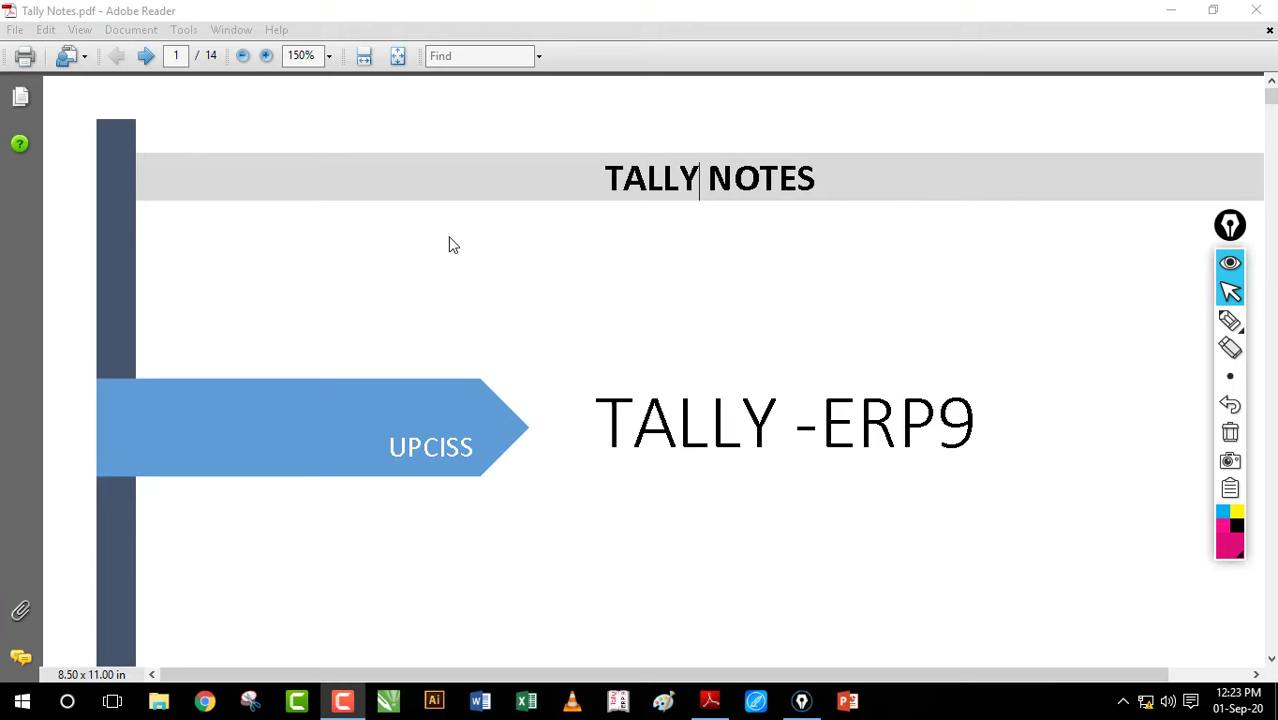 Tally Notes.pdf - Adobe Reader
File Edit View Document Tools Window Help
1 / 14 150% Find
TALLY NOTES
UPCISS
TALLY -ERP9
8.50 x 11.00 in
12:23 PM
01-Sep-20